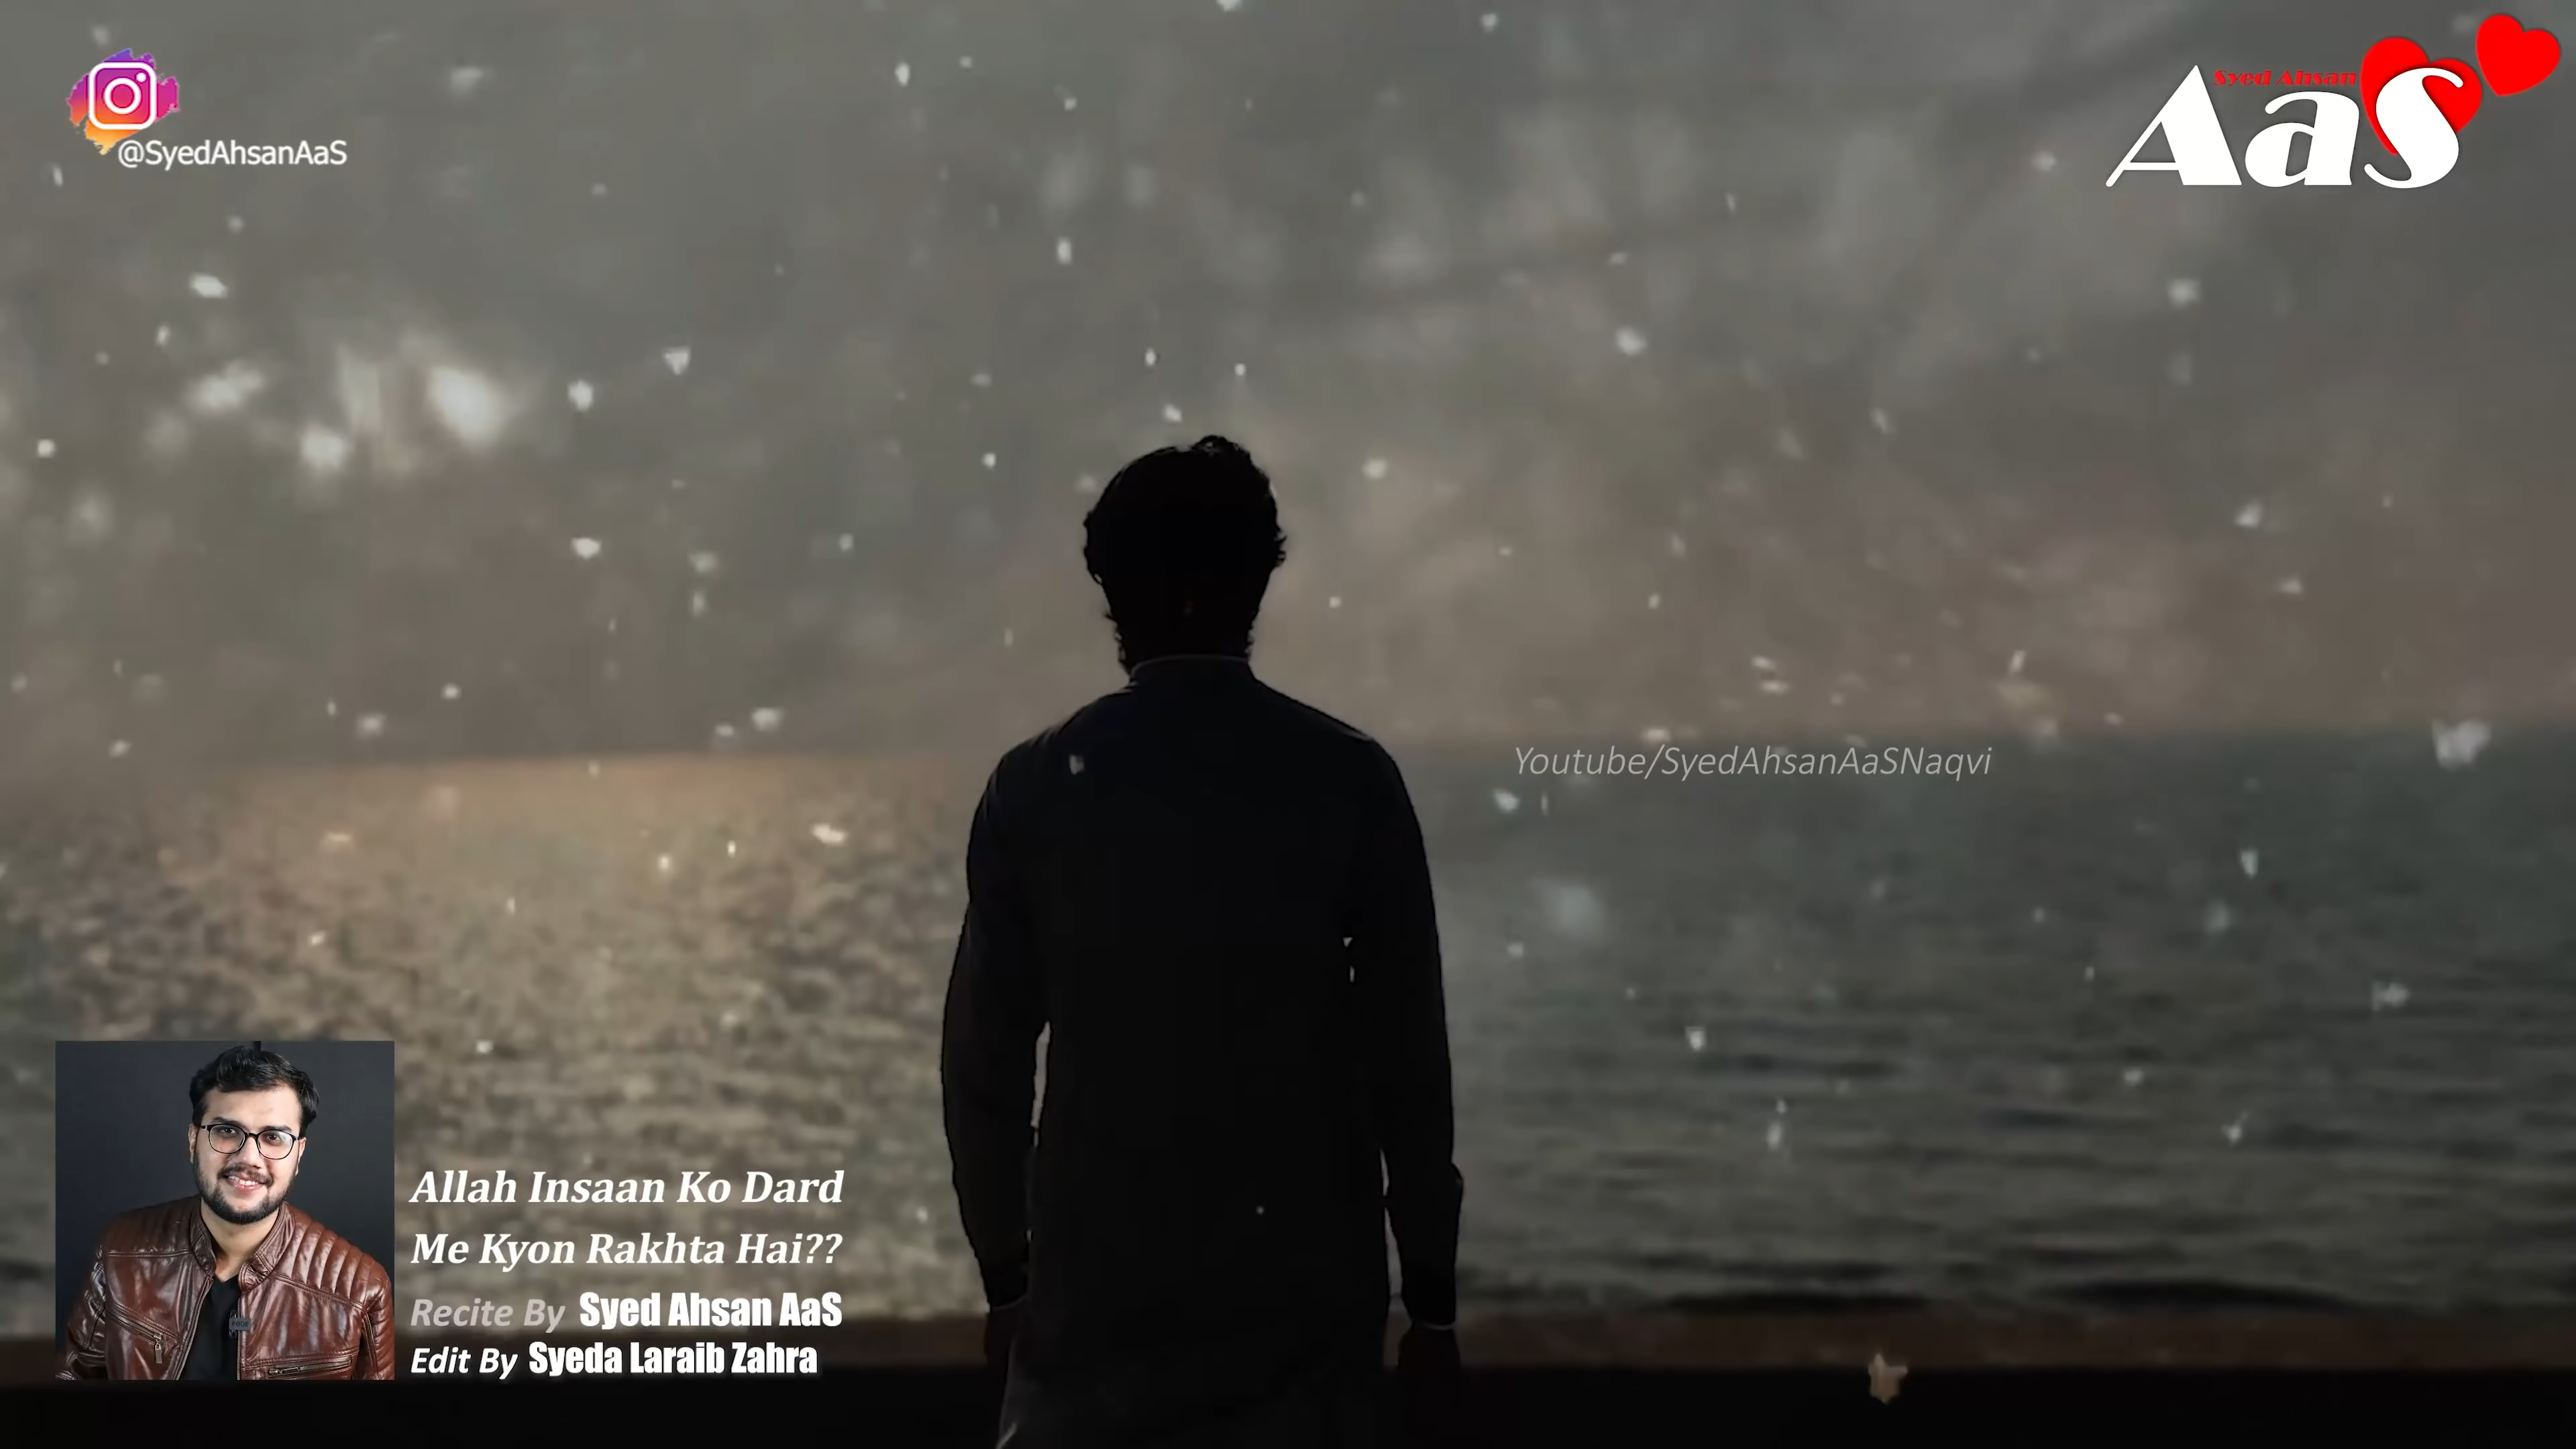 @SyedAhsanAaS
Syed Ahsan
AaS
Youtube/SyedAhsanAaSNaqvi
Allah Insaan Ko Dard
Me Kyon Rakhta Hai??
Recite By Syed Ahsan AaS
Edit By Syeda Laraib Zahra